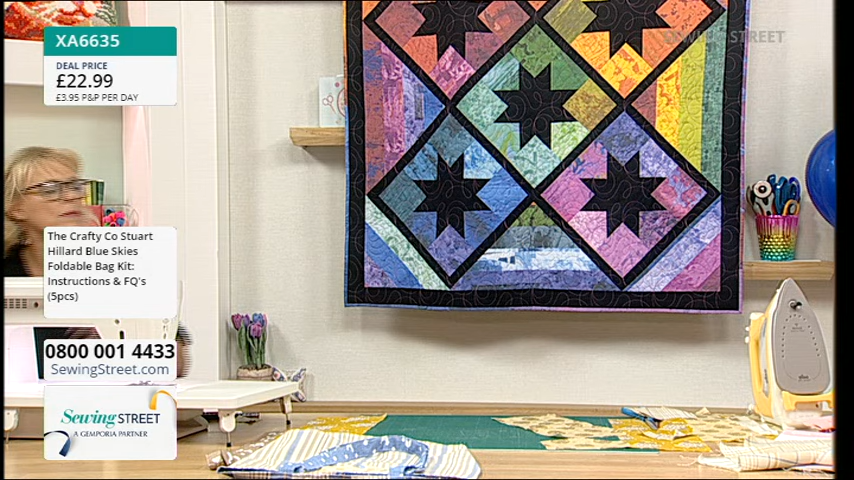 XA6635
DEAL PRICE
£22.99
£3.95 P&P PER DAY
SEWING STREET
The Crafty Co Stuart
Hillard Blue Skies
Foldable Bag Kit:
Instructions & FQ's
(5pcs)
0800 001 4433
SewingStreet.com
Sewing STREET
A GEMPORIA PARTNER